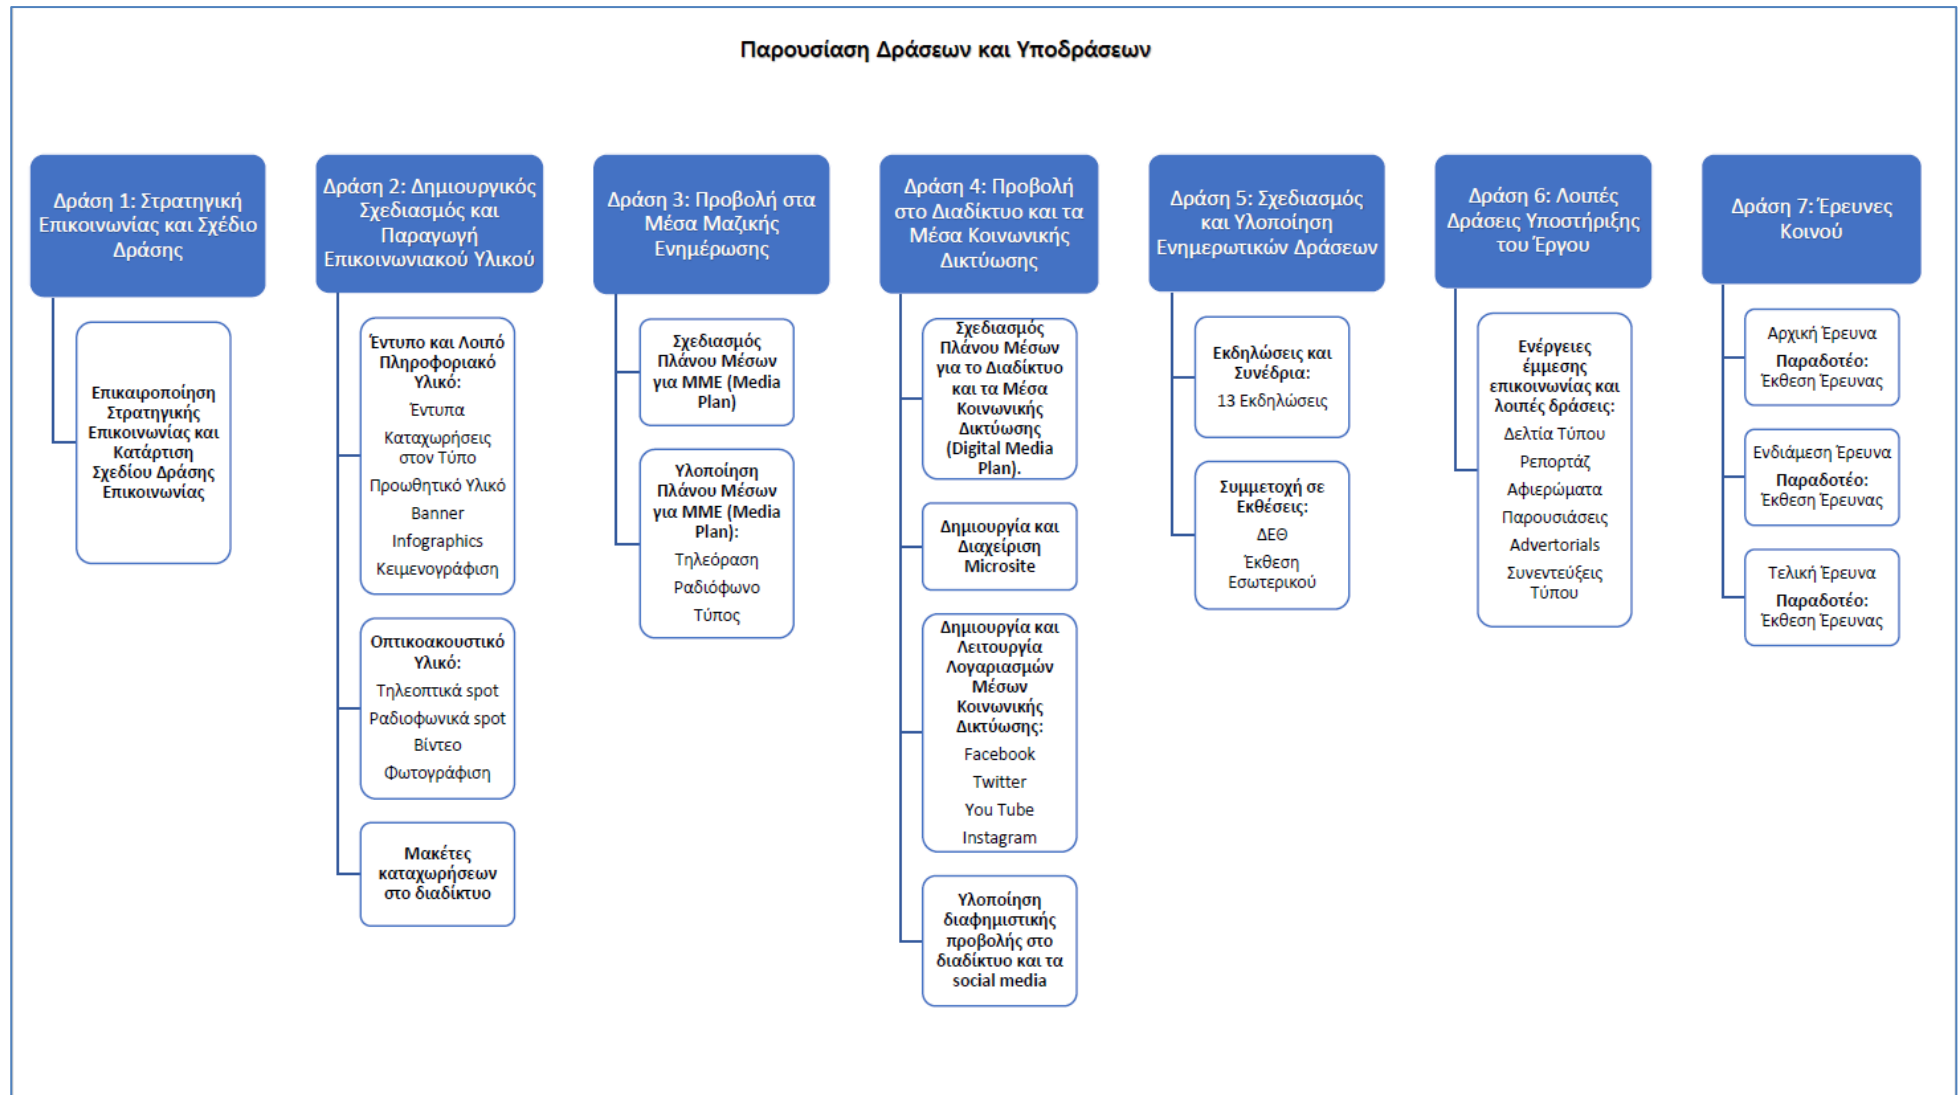 Παρουσίαση Δράσεων και Υποδράσεων
Δράση 1: Στρατηγική
Επικοινωνίας και Σχέδιο
Δράσης
Επικαιροποίηση
Στρατηγικής
Επικοινωνίας και
Κατάρτιση
Σχεδίου Δράσης
Επικοινωνίας
Δράση 2: Δημιουργικός
Σχεδιασμός και
Παραγωγή
Επικοινωνιακού Υλικού
Έντυπο και Λοιπό
Πληροφοριακό
Υλικό:
Έντυπα
Καταχωρήσεις
στον Τύπο
Προωθητικό Υλικό
Banner
Infographics
Κειμενογράφιση
Οπτικοακουστικό
Υλικό:
Τηλεοπτικά spot
Ραδιοφωνικά spot
Βίντεο
Φωτογράφιση
Μακέτες
καταχωρήσεων
στο διαδίκτυο
Δράση 3: Προβολή στα
Μέσα Μαζικής
Ενημέρωσης
Σχεδιασμός
Πλάνου Μέσων
για ΜΜΕ (Media
Plan)
Υλοποίηση
Πλάνου Μέσων
για ΜΜΕ (Media
Plan):
Τηλεόραση
Ραδιόφωνο
Τύπος
Δράση 4: Προβολή
στο Διαδίκτυο και τα
Μέσα Κοινωνικής
Δικτύωσης
Σχεδιασμός
Πλάνου Μέσων
για το Διαδίκτυο
και τα Μέσα
Κοινωνικής
Δικτύωσης
(Digital Media
Plan).
Δημιουργία και
Διαχείριση
Microsite
Δημιουργία και
Λειτουργία
Λογαριασμών
Μέσων
Κοινωνικής
Δικτύωσης:
Facebook
Twitter
You Tube
Instagram
Υλοποίηση
διαφημιστικής
προβολής στο
διαδίκτυο και τα
social media
Δράση 5: Σχεδιασμός
και Υλοποίηση
Ενημερωτικών Δράσεων
Εκδηλώσεις και
Συνέδρια:
13 Εκδηλώσεις
Συμμετοχή σε
Εκθέσεις:
ΔΕΘ
Έκθεση
Εσωτερικού
Δράση 6: Λοιπές
Δράσεις Υποστήριξης
του Έργου
Ενέργειες
έμμεσης
επικοινωνίας και
λοιπές δράσεις:
Δελτία Τύπου
Ρεπορτάζ
Αφιερώματα
Παρουσιάσεις
Advertorials
Συνεντεύξεις
Τύπου
Δράση 7: Έρευνες
Κοινού
Αρχική Έρευνα
Παραδοτέο:
Έκθεση Έρευνας
Ενδιάμεση Έρευνα
Παραδοτέο:
Έκθεση Έρευνας
Τελική Έρευνα
Παραδοτέο:
Έκθεση Έρευνας